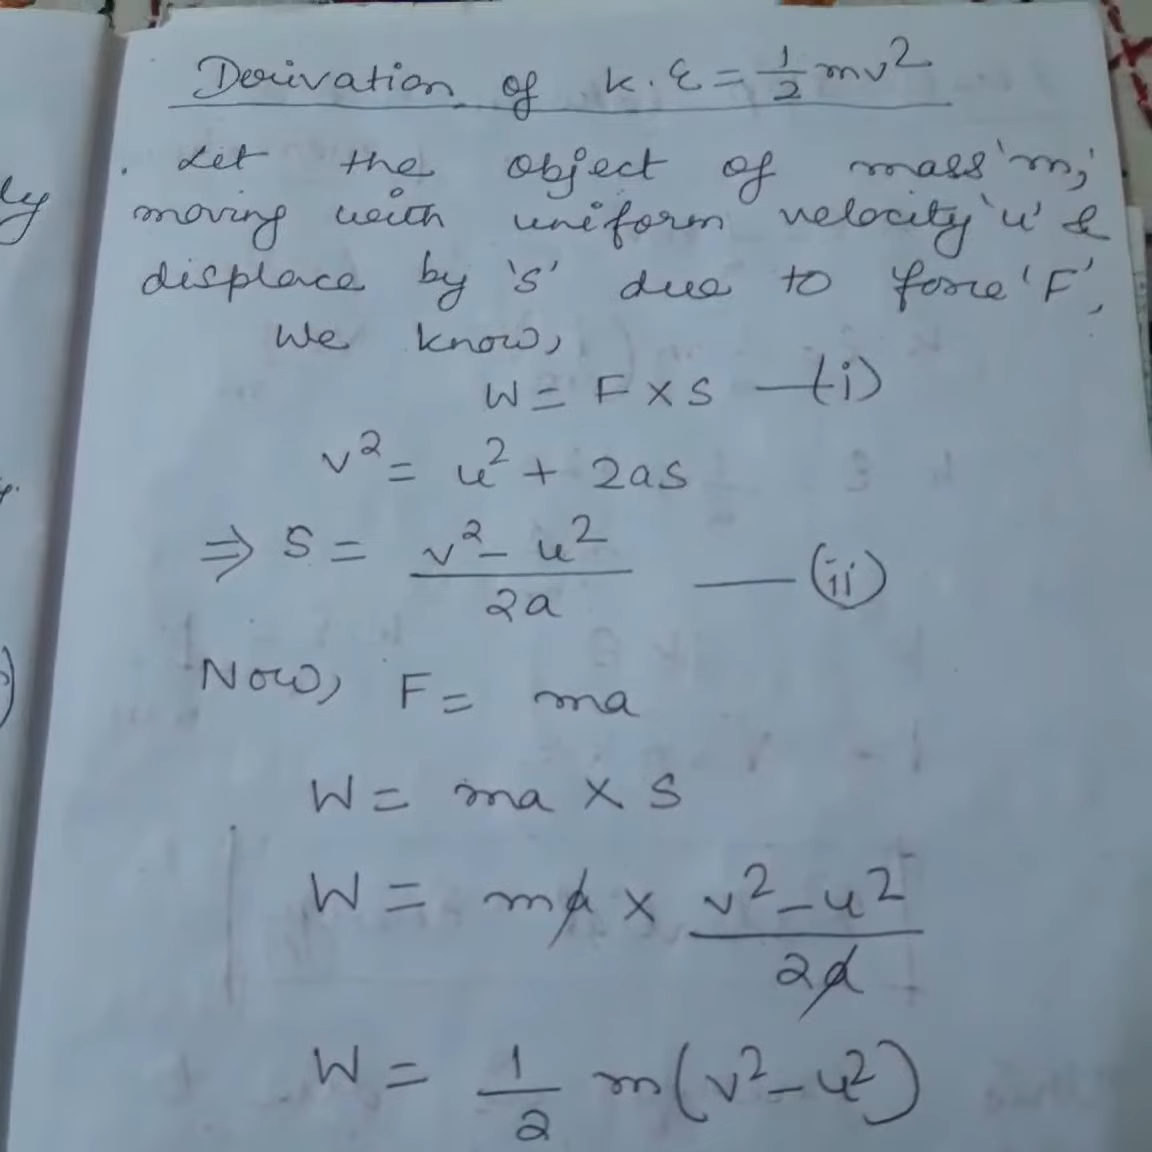 Derivation of K.E = 1/2 mv²
Let the object of mass 'm',
moving with uniform velocity 'u' &
displace by 's' due to force 'F',
We know,
W = F × S —(i)
v² = u² + 2as
⇒ S = (v² - u²)/2a —(ii)
Now, F = ma
W = ma × S
W = ma × (v² - u²)/2a
W = 1/2 m(v² - u²)
ly